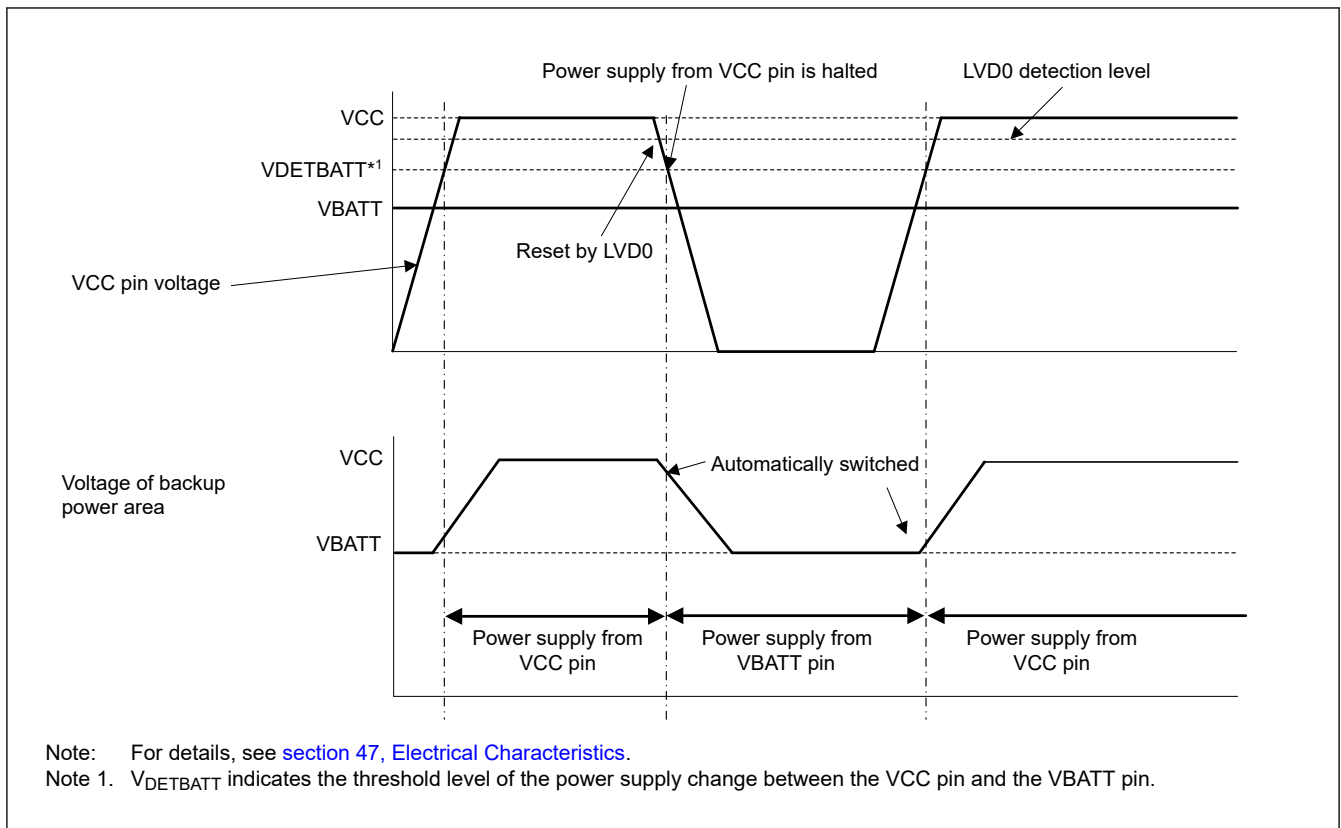 Power supply from VCC pin is halted
LVD0 detection level
VCC
VDETBATT*1
VBATT
Reset by LVD0
VCC pin voltage
VCC
Automatically switched
Voltage of backup
power area
VBATT
Power supply from
VCC pin
Power supply from
VBATT pin
Power supply from
VCC pin
Note: For details, see section 47, Electrical Characteristics.
Note 1. VDETBATT indicates the threshold level of the power supply change between the VCC pin and the VBATT pin.